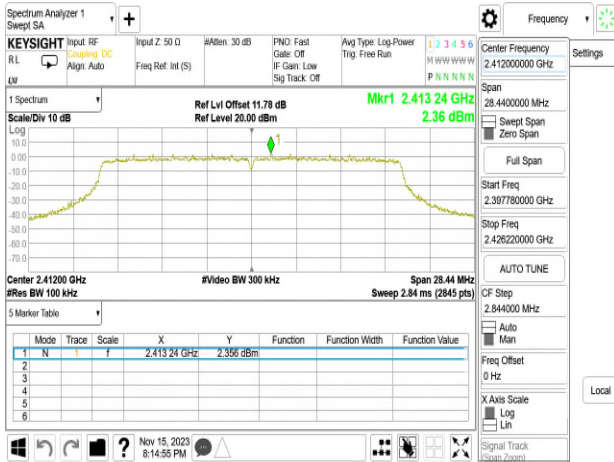 Spectrum Analyzer 1
Swept SA
+
Frequency
KEYSIGHT Input: RF Input Z: 50 Ω #Atten: 30 dB PNO: Fast Avg Type: Log-Power 1 2 3 4 5 6
RL Coupling: DC Gate: Off Trig: Free Run M W W W W W
Align: Auto Freq Ref: Int (S) IF Gain: Low
Sig Track: Off P N N N N N
1 Spectrum
Ref Lvl Offset 11.78 dB Mkr1 2.413 24 GHz
Scale/Div 10 dB Ref Level 20.00 dBm 2.36 dBm
Log
1
10.0
0.00
-10.0
-20.0
-30.0
-40.0
-50.0
-60.0
-70.0
Center 2.41200 GHz #Video BW 300 kHz Span 28.44 MHz
#Res BW 100 kHz Sweep 2.84 ms (2845 pts)
5 Marker Table
Mode Trace Scale X Y Function Function Width Function Value
1 N 1 f 2.413 24 GHz 2.356 dBm
2
3
4
5
6
Nov 15, 2023
8:14:55 PM
?
Center Frequency
2.412000000 GHz
Settings
Span
28.4400000 MHz
Swept Span
Zero Span
Full Span
Start Freq
2.397780000 GHz
Stop Freq
2.426220000 GHz
AUTO TUNE
CF Step
2.844000 MHz
Auto
Man
Freq Offset
0 Hz
X Axis Scale
Log
Lin
Local
Signal Track
(Span Zoom)